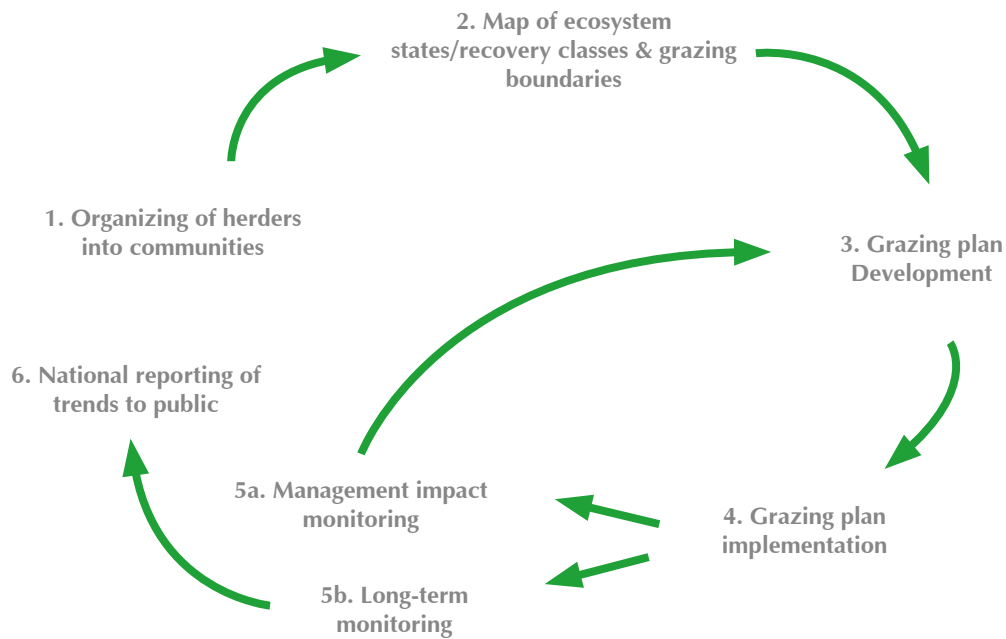 1. Organizing of herders
into communities
2. Map of ecosystem
states/recovery classes & grazing
boundaries
3. Grazing plan
Development
4. Grazing plan
implementation
5a. Management impact
monitoring
5b. Long-term
monitoring
6. National reporting of
trends to public